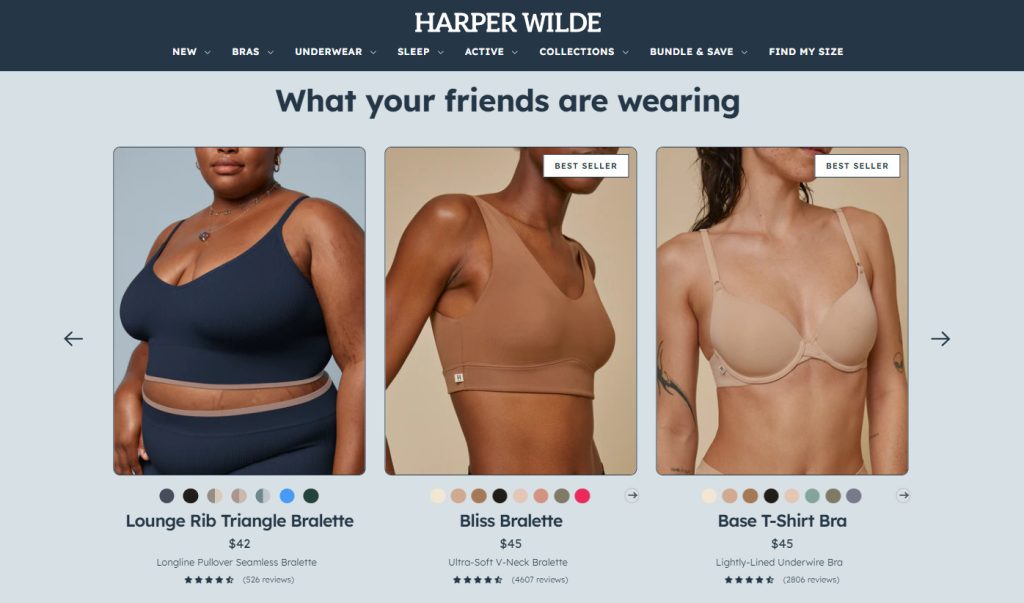 HARPER WILDE
NEW BRAS UNDERWEAR SLEEP ACTIVE COLLECTIONS BUNDLE & SAVE FIND MY SIZE
What your friends are wearing
BEST SELLER
BEST SELLER
Lounge Rib Triangle Bralette
$42
Longline Pullover Seamless Bralette
(526 reviews)
Bliss Bralette
$45
Ultra-Soft V-Neck Bralette
(4607 reviews)
Base T-Shirt Bra
$45
Lightly-Lined Underwire Bra
(2806 reviews)